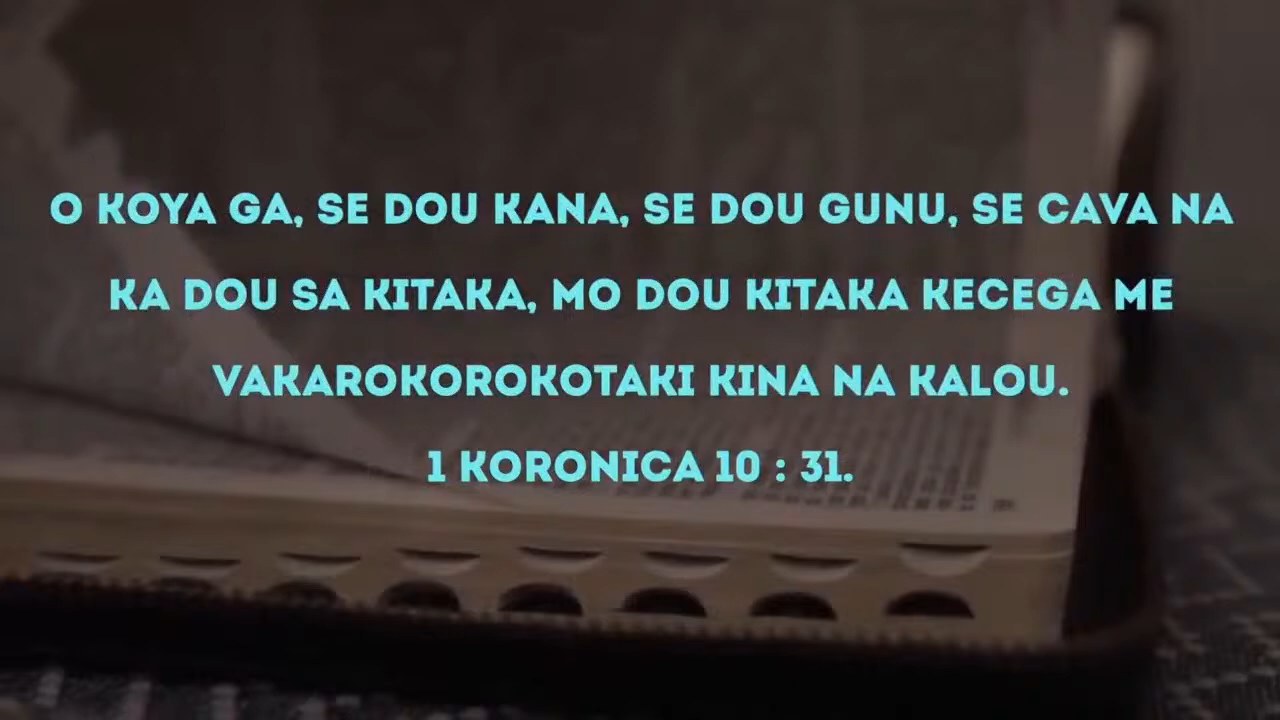 O KOYA GA, SE DOU KANA, SE DOU GUNU, SE CAVA NA
KA DOU SA KITAKA, MO DOU KITAKA KECEGA ME
VAKAROKOROKOTAKI KINA NA KALOU.
1 KORONICA 10 : 31.